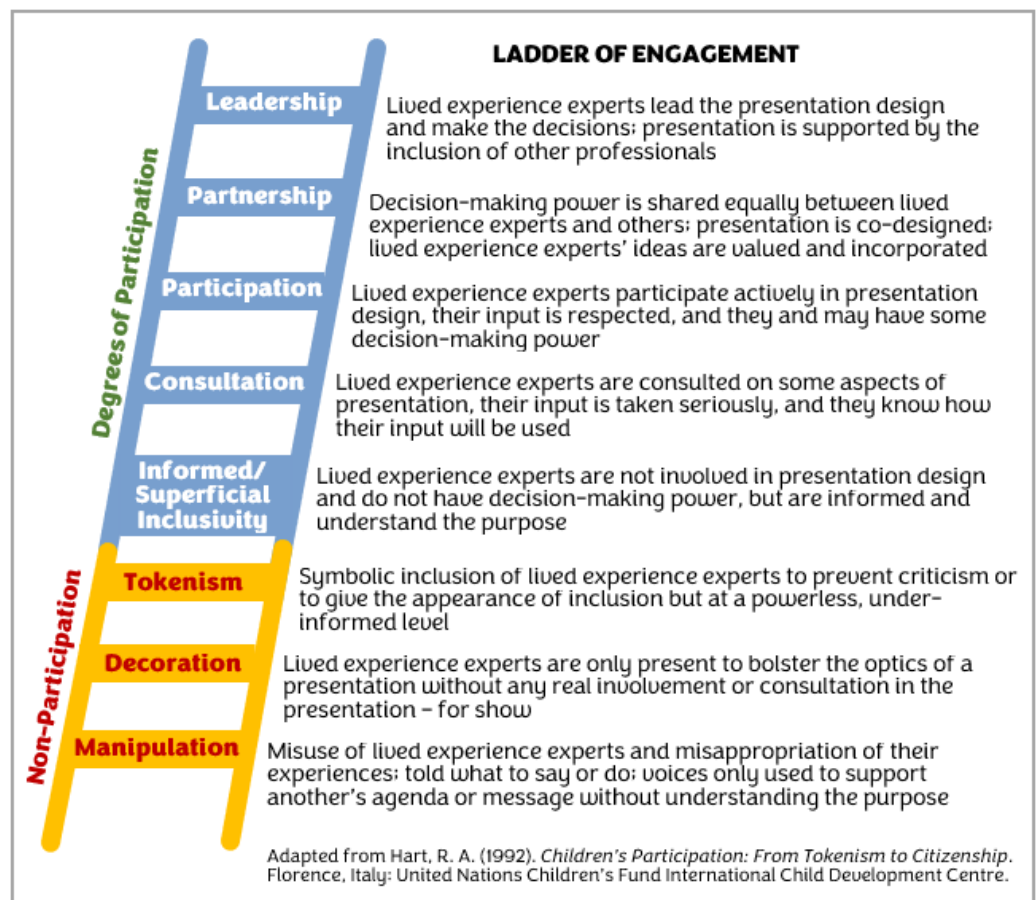 LADDER OF ENGAGEMENT
Degrees of Participation
Leadership
Lived experience experts lead the presentation design
and make the decisions; presentation is supported by the
inclusion of other professionals
Partnership
Decision-making power is shared equally between lived
experience experts and others; presentation is co-designed;
lived experience experts' ideas are valued and incorporated
Participation
Lived experience experts participate actively in presentation
design, their input is respected, and they and may have some
decision-making power
Consultation
Lived experience experts are consulted on some aspects of
presentation, their input is taken seriously, and they know how
their input will be used
Informed/
Superficial
Inclusivity
Lived experience experts are not involved in presentation design
and do not have decision-making power, but are informed and
understand the purpose
Non-Participation
Tokenism
Symbolic inclusion of lived experience experts to prevent criticism or
to give the appearance of inclusion but at a powerless, under-
informed level
Decoration
Lived experience experts are only present to bolster the optics of a
presentation without any real involvement or consultation in the
presentation – for show
Manipulation
Misuse of lived experience experts and misappropriation of their
experiences; told what to say or do; voices only used to support
another's agenda or message without understanding the purpose
Adapted from Hart, R. A. (1992). Children's Participation: From Tokenism to Citizenship.
Florence, Italy: United Nations Children's Fund International Child Development Centre.